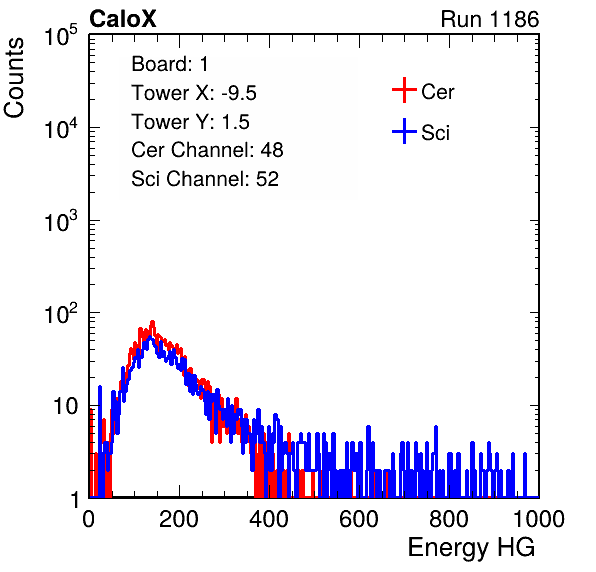 CaloX Run 1186
Counts
10^5
10^4
10^3
10^2
10
1
Board: 1
Tower X: -9.5
Tower Y: 1.5
Cer Channel: 48
Sci Channel: 52
Cer
Sci
0 200 400 600 800 1000
Energy HG